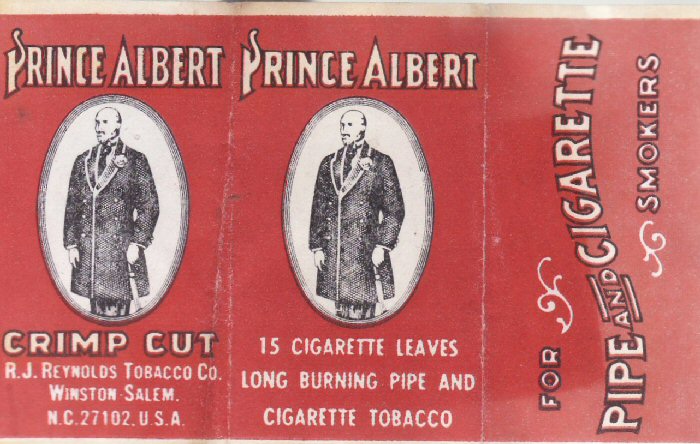 PRINCE ALBERT
CRIMP CUT
R.J. REYNOLDS TOBACCO CO.
WINSTON-SALEM.
N.C.27102.U.S.A.
PRINCE ALBERT
15 CIGARETTE LEAVES
LONG BURNING PIPE AND
CIGARETTE TOBACCO
FOR
PIPE AND CIGARETTE
SMOKERS